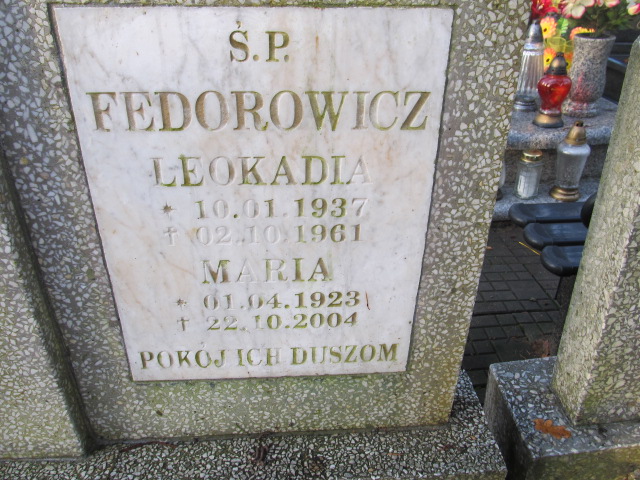 Ś.P.
FEDOROWICZ
LEOKADIA
* 10.01.1937
† 02.10.1961
MARIA
* 01.04.1923
† 22.10.2004
POKÓJ ICH DUSZOM